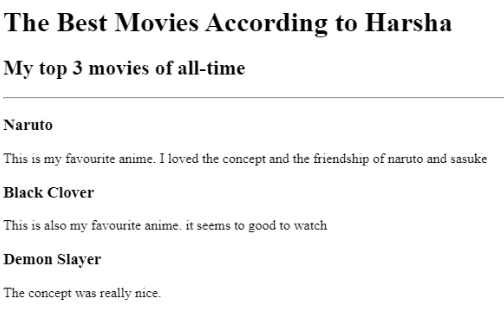 The Best Movies According to Harsha
My top 3 movies of all-time
Naruto
This is my favourite anime. I loved the concept and the friendship of naruto and sasuke
Black Clover
This is also my favourite anime. it seems to good to watch
Demon Slayer
The concept was really nice.